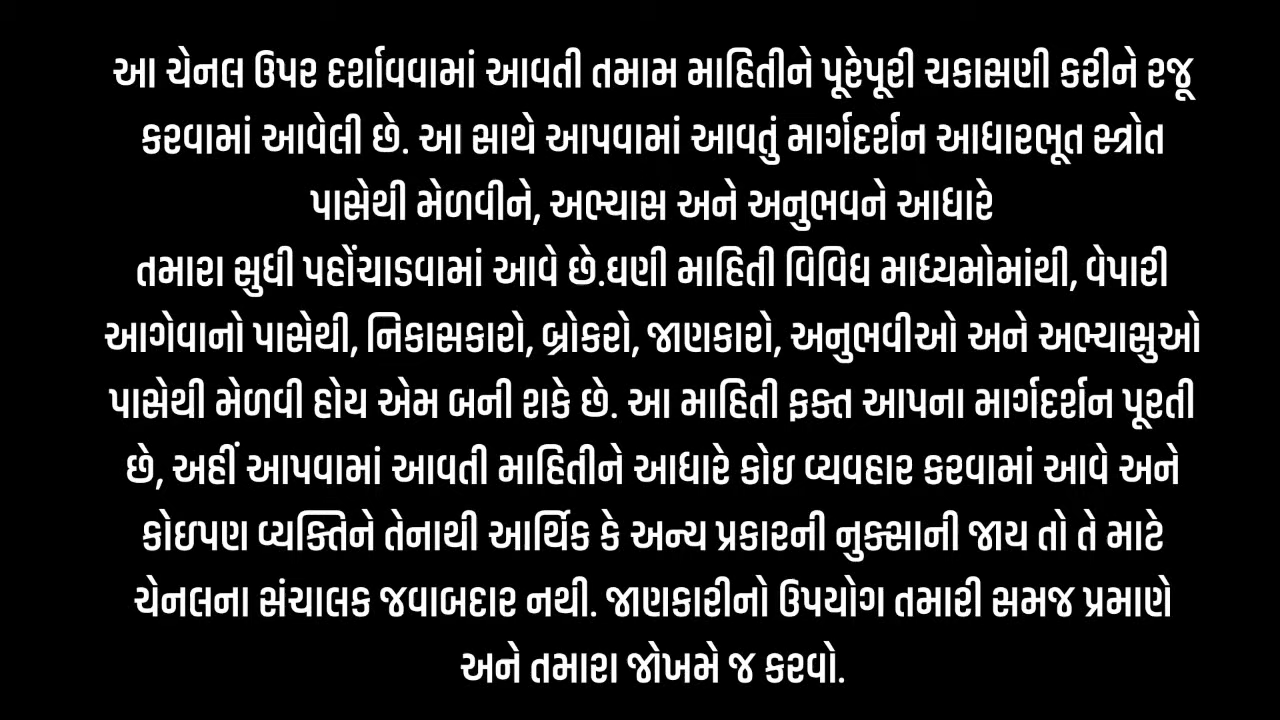 આ ચેનલ ઉપર દર્શાવવામાં આવતી તમામ માહિતીને પૂરેપૂરી ચકાસણી કરીને રજૂ
કરવામાં આવેલી છે. આ સાથે આપવામાં આવતું માર્ગદર્શન આધારભૂત સ્ત્રોત
પાસેથી મેળવીને, અભ્યાસ અને અનુભવને આધારે
તમારા સુધી પહોંચાડવામાં આવે છે.ઘણી માહિતી વિવિધ માધ્યમોમાંથી, વેપારી
આગેવાનો પાસેથી, નિકાસકારો, બ્રોકરો, જાણકારો, અનુભવીઓ અને અભ્યાસુઓ
પાસેથી મેળવી હોય એમ બની શકે છે. આ માહિતી ફક્ત આપના માર્ગદર્શન પૂરતી
છે, અહીં આપવામાં આવતી માહિતીને આધારે કોઇ વ્યવહાર કરવામાં આવે અને
કોઇપણ વ્યક્તિને તેનાથી આર્થિક કે અન્ય પ્રકારની નુક્સાની જાય તો તે માટે
ચેનલના સંચાલક જવાબદાર નથી. જાણકારીનો ઉપયોગ તમારી સમજ પ્રમાણે
અને તમારા જોખમે જ કરવો.